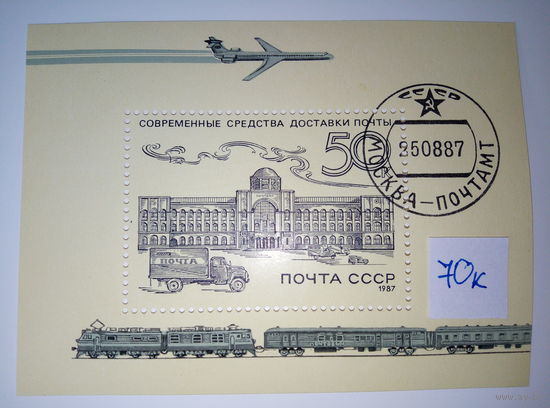 СОВРЕМЕННЫЕ СРЕДСТВА ДОСТАВКИ ПОЧТЫ
50
СССР
250887
МОСКВА-ПОЧТАМТ
ПОЧТА
ПОЧТА СССР
1987
70к